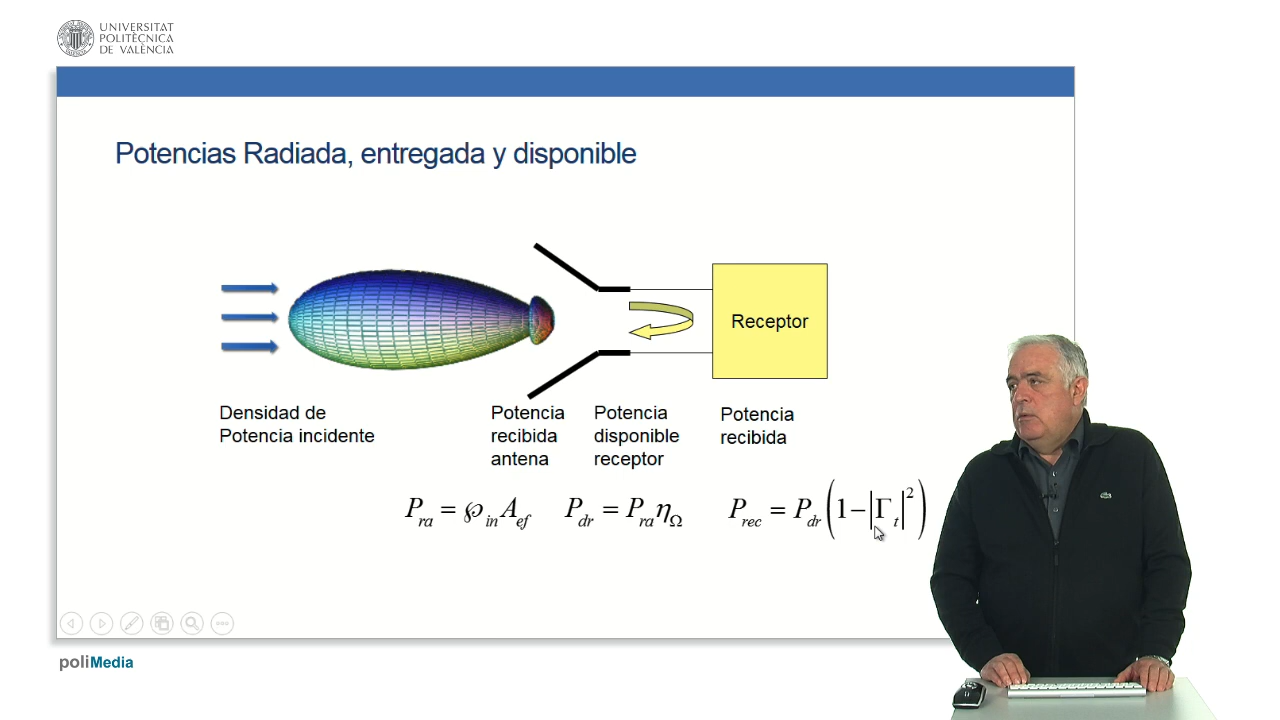 UNIVERSITAT
POLITÈCNICA
DE VALÈNCIA
Potencias Radiada, entregada y disponible
Receptor
Densidad de
Potencia incidente
Potencia
recibida
antena
Potencia
disponible
receptor
Potencia
recibida
P_ra = ℘_in A_ef
P_dr = P_ra η_Ω
P_rec = P_dr (1−|Γ_t|²)
poliMedia